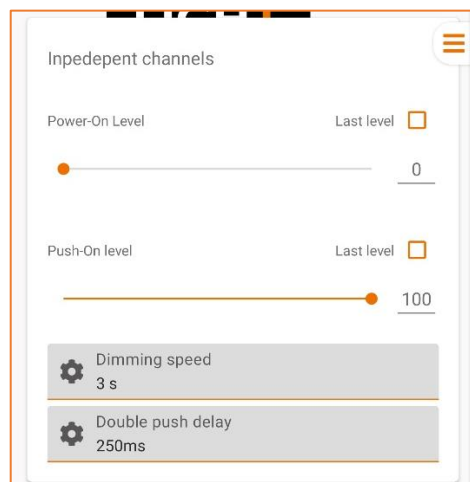 Inpedepent channels
Power-On Level Last level
0
Push-On level Last level
100
Dimming speed
3 s
Double push delay
250ms